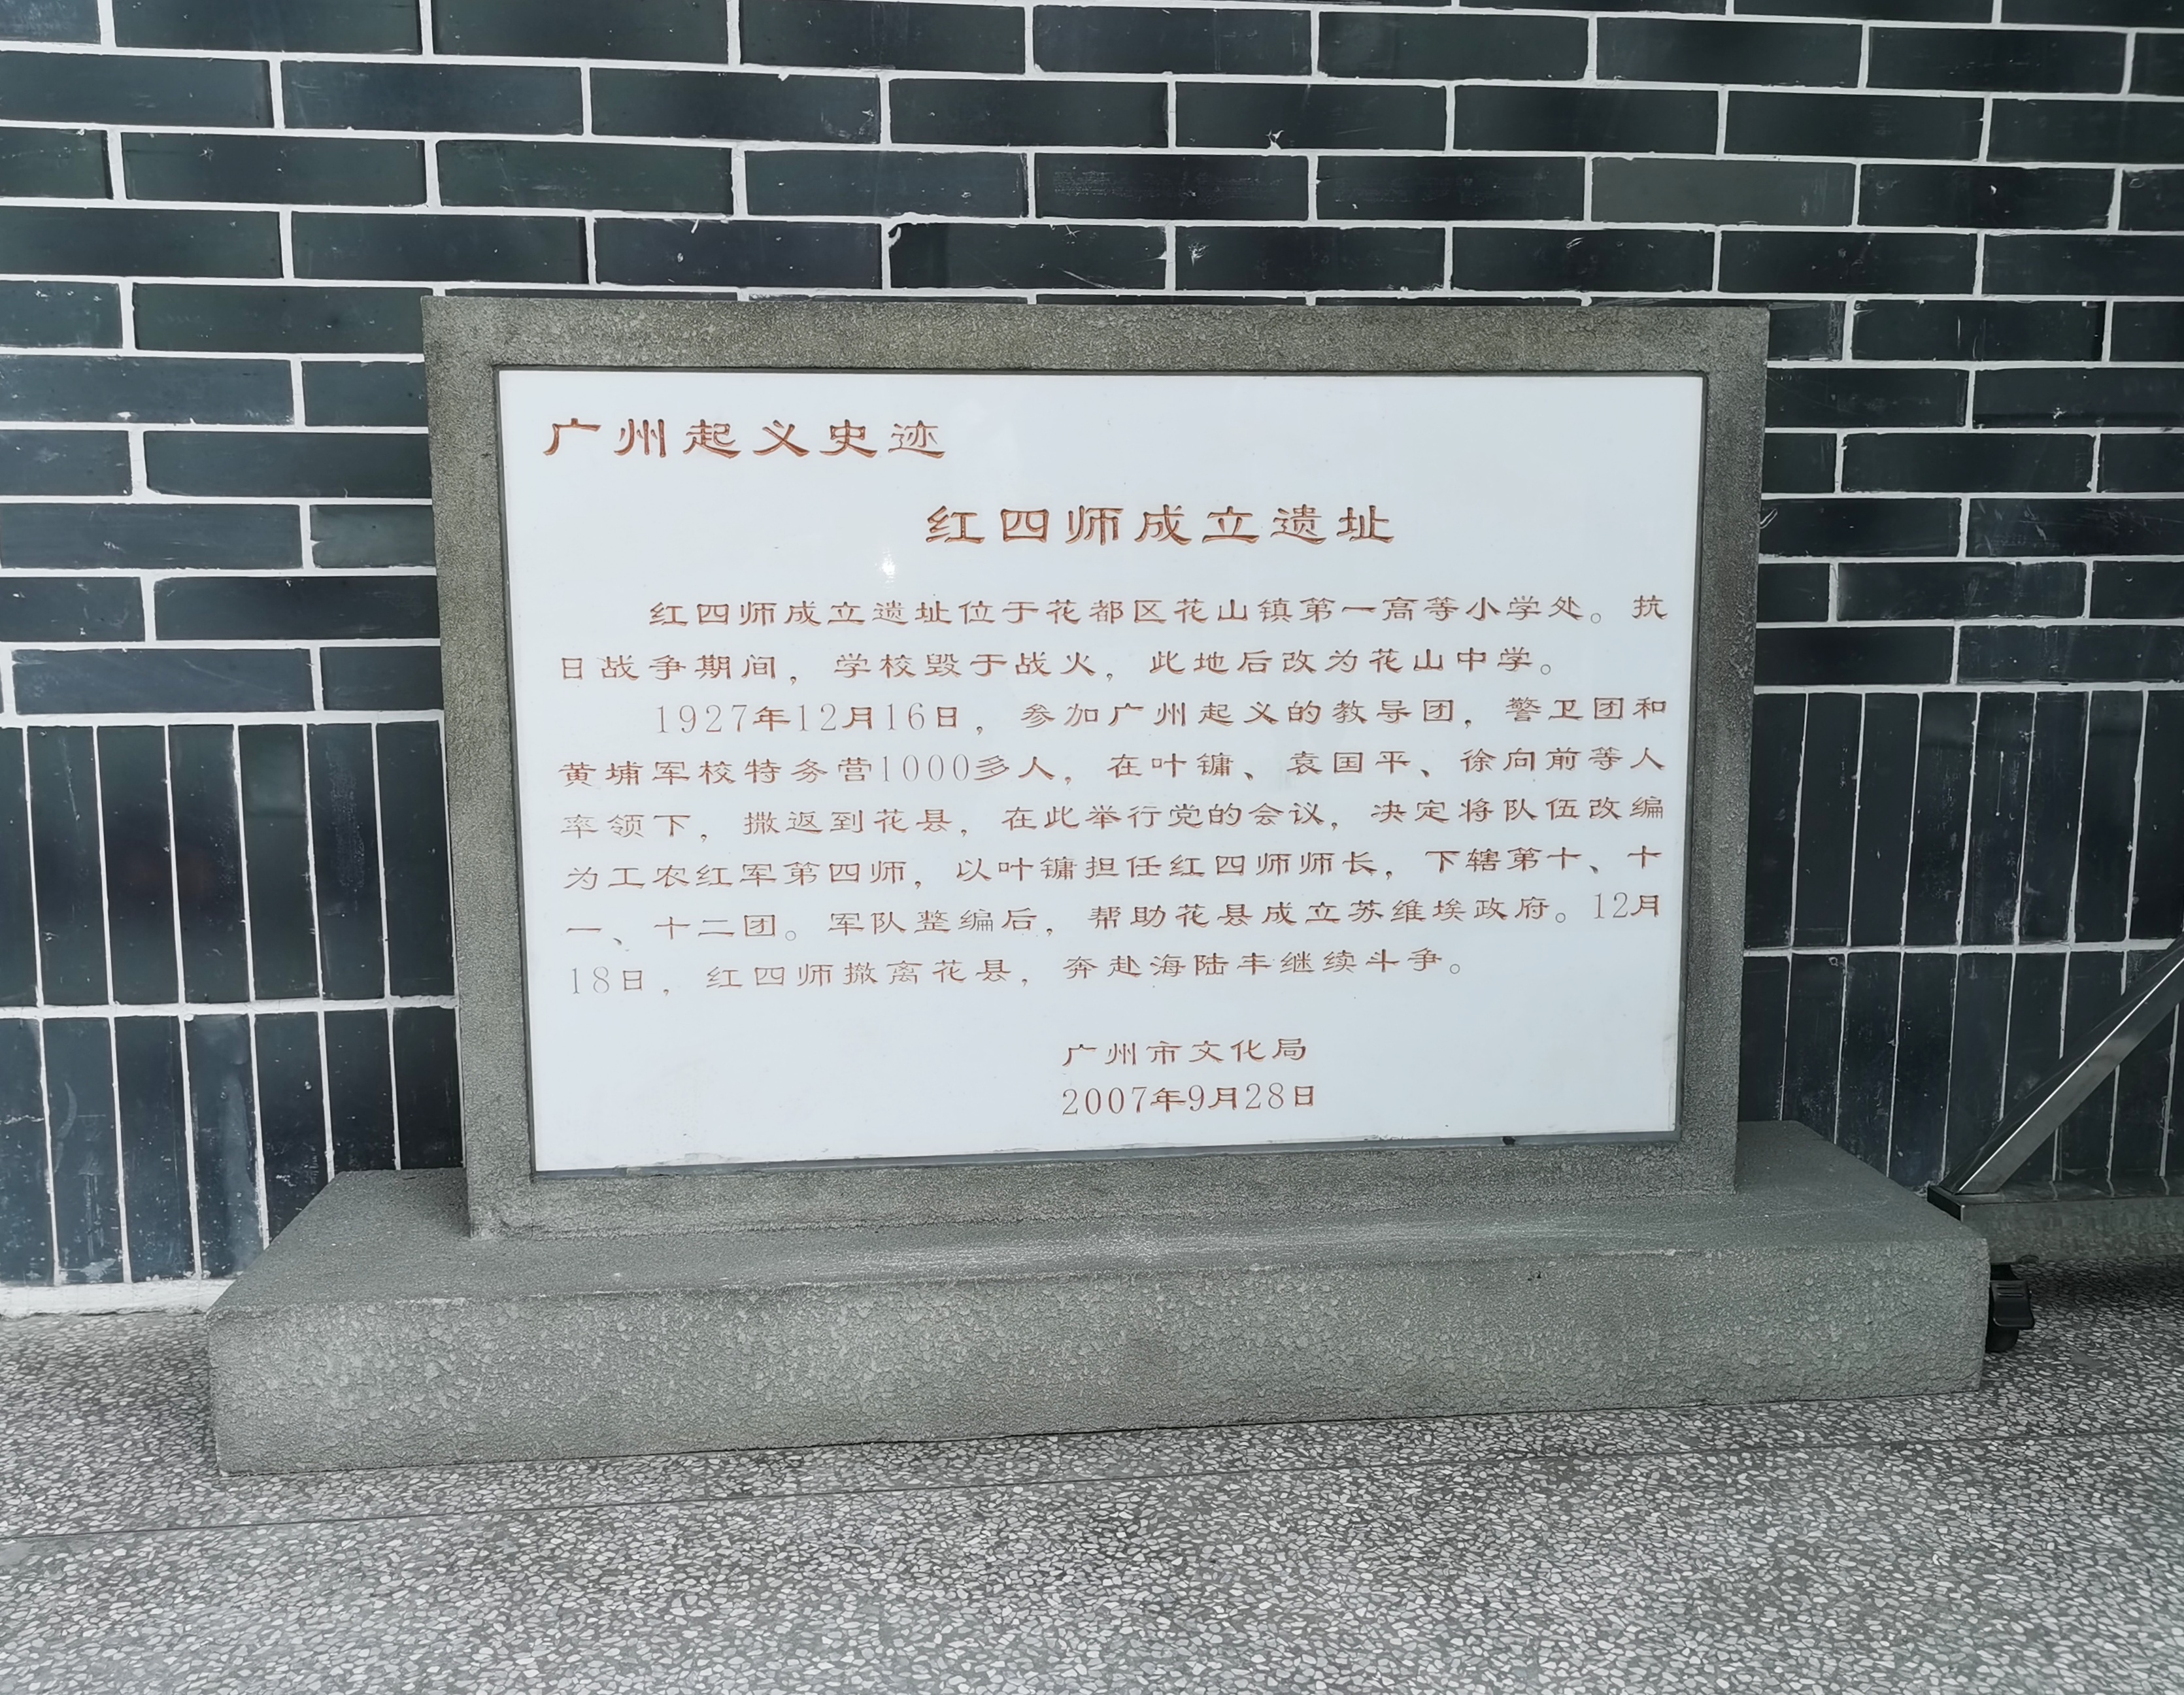 广州起义史迹
红四师成立遗址
红四师成立遗址位于花都区花山镇第一高等小学处。抗
日战争期间，学校毁于战火，此地后改为花山中学。
1927年12月16日，参加广州起义的教导团，警卫团和
黄埔军校特务营1000多人，在叶镛、袁国平、徐向前等人
率领下，撒返到花县，在此举行党的会议，决定将队伍改编
为工农红军第四师，以叶镛担任红四师师长，下辖第十、十
一、十二团。军队整编后，帮助花县成立苏维埃政府。12月
18日，红四师撤离花县，奔赴海陆丰继续斗争。
广州市文化局
2007年9月28日